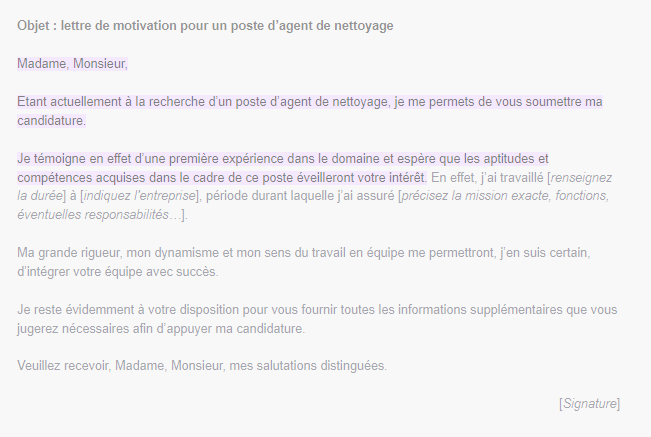 Objet : lettre de motivation pour un poste d'agent de nettoyage
Madame, Monsieur,
Etant actuellement à la recherche d'un poste d'agent de nettoyage, je me permets de vous soumettre ma
candidature.
Je témoigne en effet d'une première expérience dans le domaine et espère que les aptitudes et
compétences acquises dans le cadre de ce poste éveilleront votre intérêt. En effet, j'ai travaillé [renseignez
la durée] à [indiquez l'entreprise], période durant laquelle j'ai assuré [précisez la mission exacte, fonctions,
éventuelles responsabilités…].
Ma grande rigueur, mon dynamisme et mon sens du travail en équipe me permettront, j'en suis certain,
d'intégrer votre équipe avec succès.
Je reste évidemment à votre disposition pour vous fournir toutes les informations supplémentaires que vous
jugerez nécessaires afin d'appuyer ma candidature.
Veuillez recevoir, Madame, Monsieur, mes salutations distinguées.
[Signature]